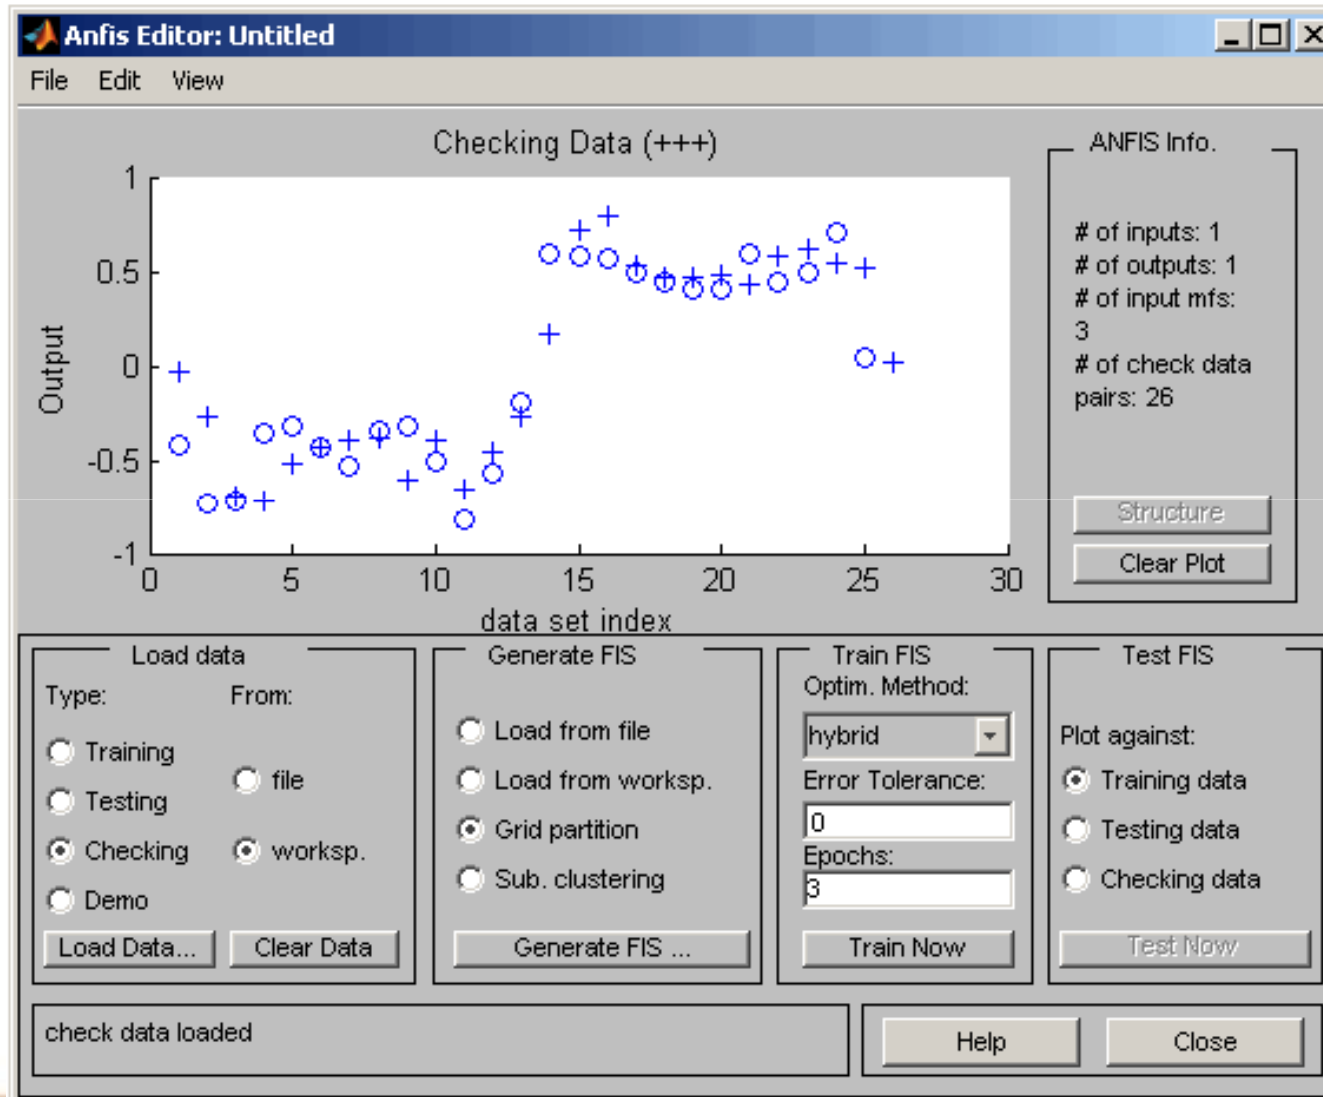 Anfis Editor: Untitled
File Edit View
Checking Data (+++)
1
0.5
0
-0.5
-1
Output
0 5 10 15 20 25 30
data set index
ANFIS Info.
# of inputs: 1
# of outputs: 1
# of input mfs:
3
# of check data
pairs: 26
Structure
Clear Plot
Load data
Type: From:
Training
Testing
Checking
Demo
file
worksp.
Load Data... Clear Data
Generate FIS
Load from file
Load from worksp.
Grid partition
Sub. clustering
Generate FIS ...
Train FIS
Optim. Method:
hybrid
Error Tolerance:
0
Epochs:
3
Train Now
Test FIS
Plot against:
Training data
Testing data
Checking data
Test Now
check data loaded
Help Close